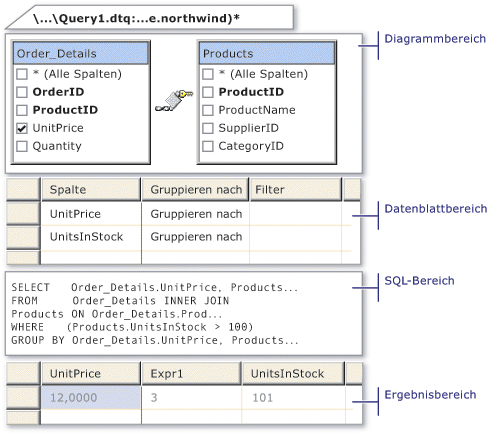 \...\Query1.dtq:...e.northwind)*
Diagrammbereich
Order_Details
* (Alle Spalten)
OrderID
ProductID
UnitPrice
Quantity
Products
* (Alle Spalten)
ProductID
ProductName
SupplierID
CategoryID
Datenblattbereich
Spalte Gruppieren nach Filter
UnitPrice Gruppieren nach
UnitsInStock Gruppieren nach
SQL-Bereich
SELECT Order_Details.UnitPrice, Products...
FROM Order_Details INNER JOIN
Products ON Order_Details.Prod...
WHERE (Products.UnitsInStock > 100)
GROUP BY Order_Details.UnitPrice, Products...
Ergebnisbereich
UnitPrice Expr1 UnitsInStock
12,0000 3 101